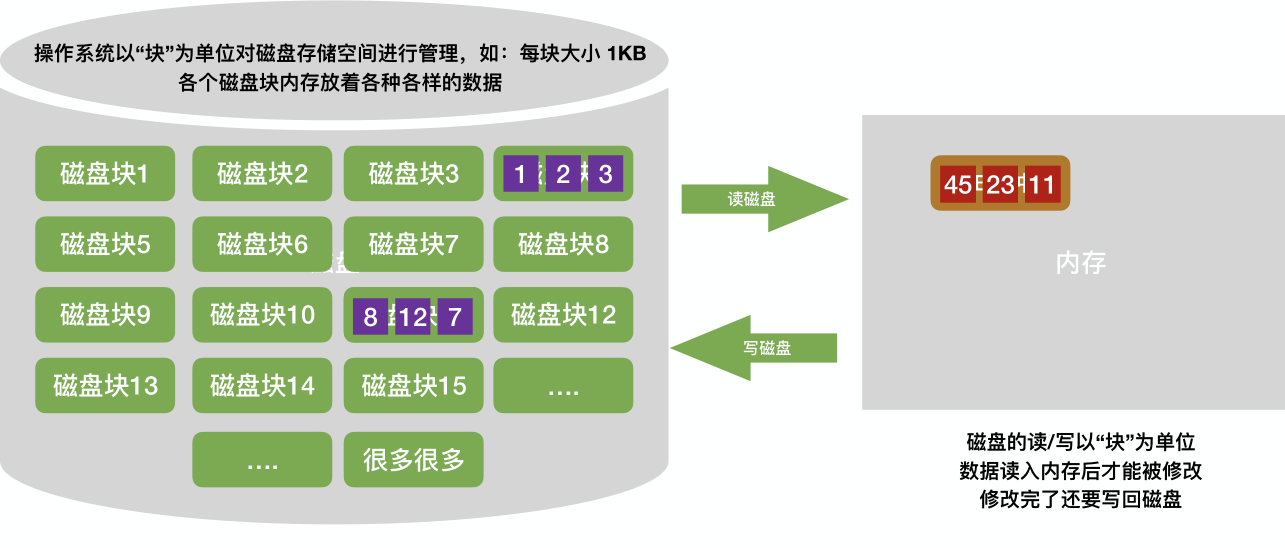 操作系统以“块”为单位对磁盘存储空间进行管理，如：每块大小 1KB
各个磁盘块内存放着各种各样的数据
磁盘块1 磁盘块2 磁盘块3 1 2 3
磁盘块5 磁盘块6 磁盘块7 磁盘块8
磁盘
磁盘块9 磁盘块10 8 12 7 磁盘块12
磁盘块13 磁盘块14 磁盘块15 ....
.... 很多很多
读磁盘
写磁盘
45 23 11
内存
磁盘的读/写以“块”为单位
数据读入内存后才能被修改
修改完了还要写回磁盘